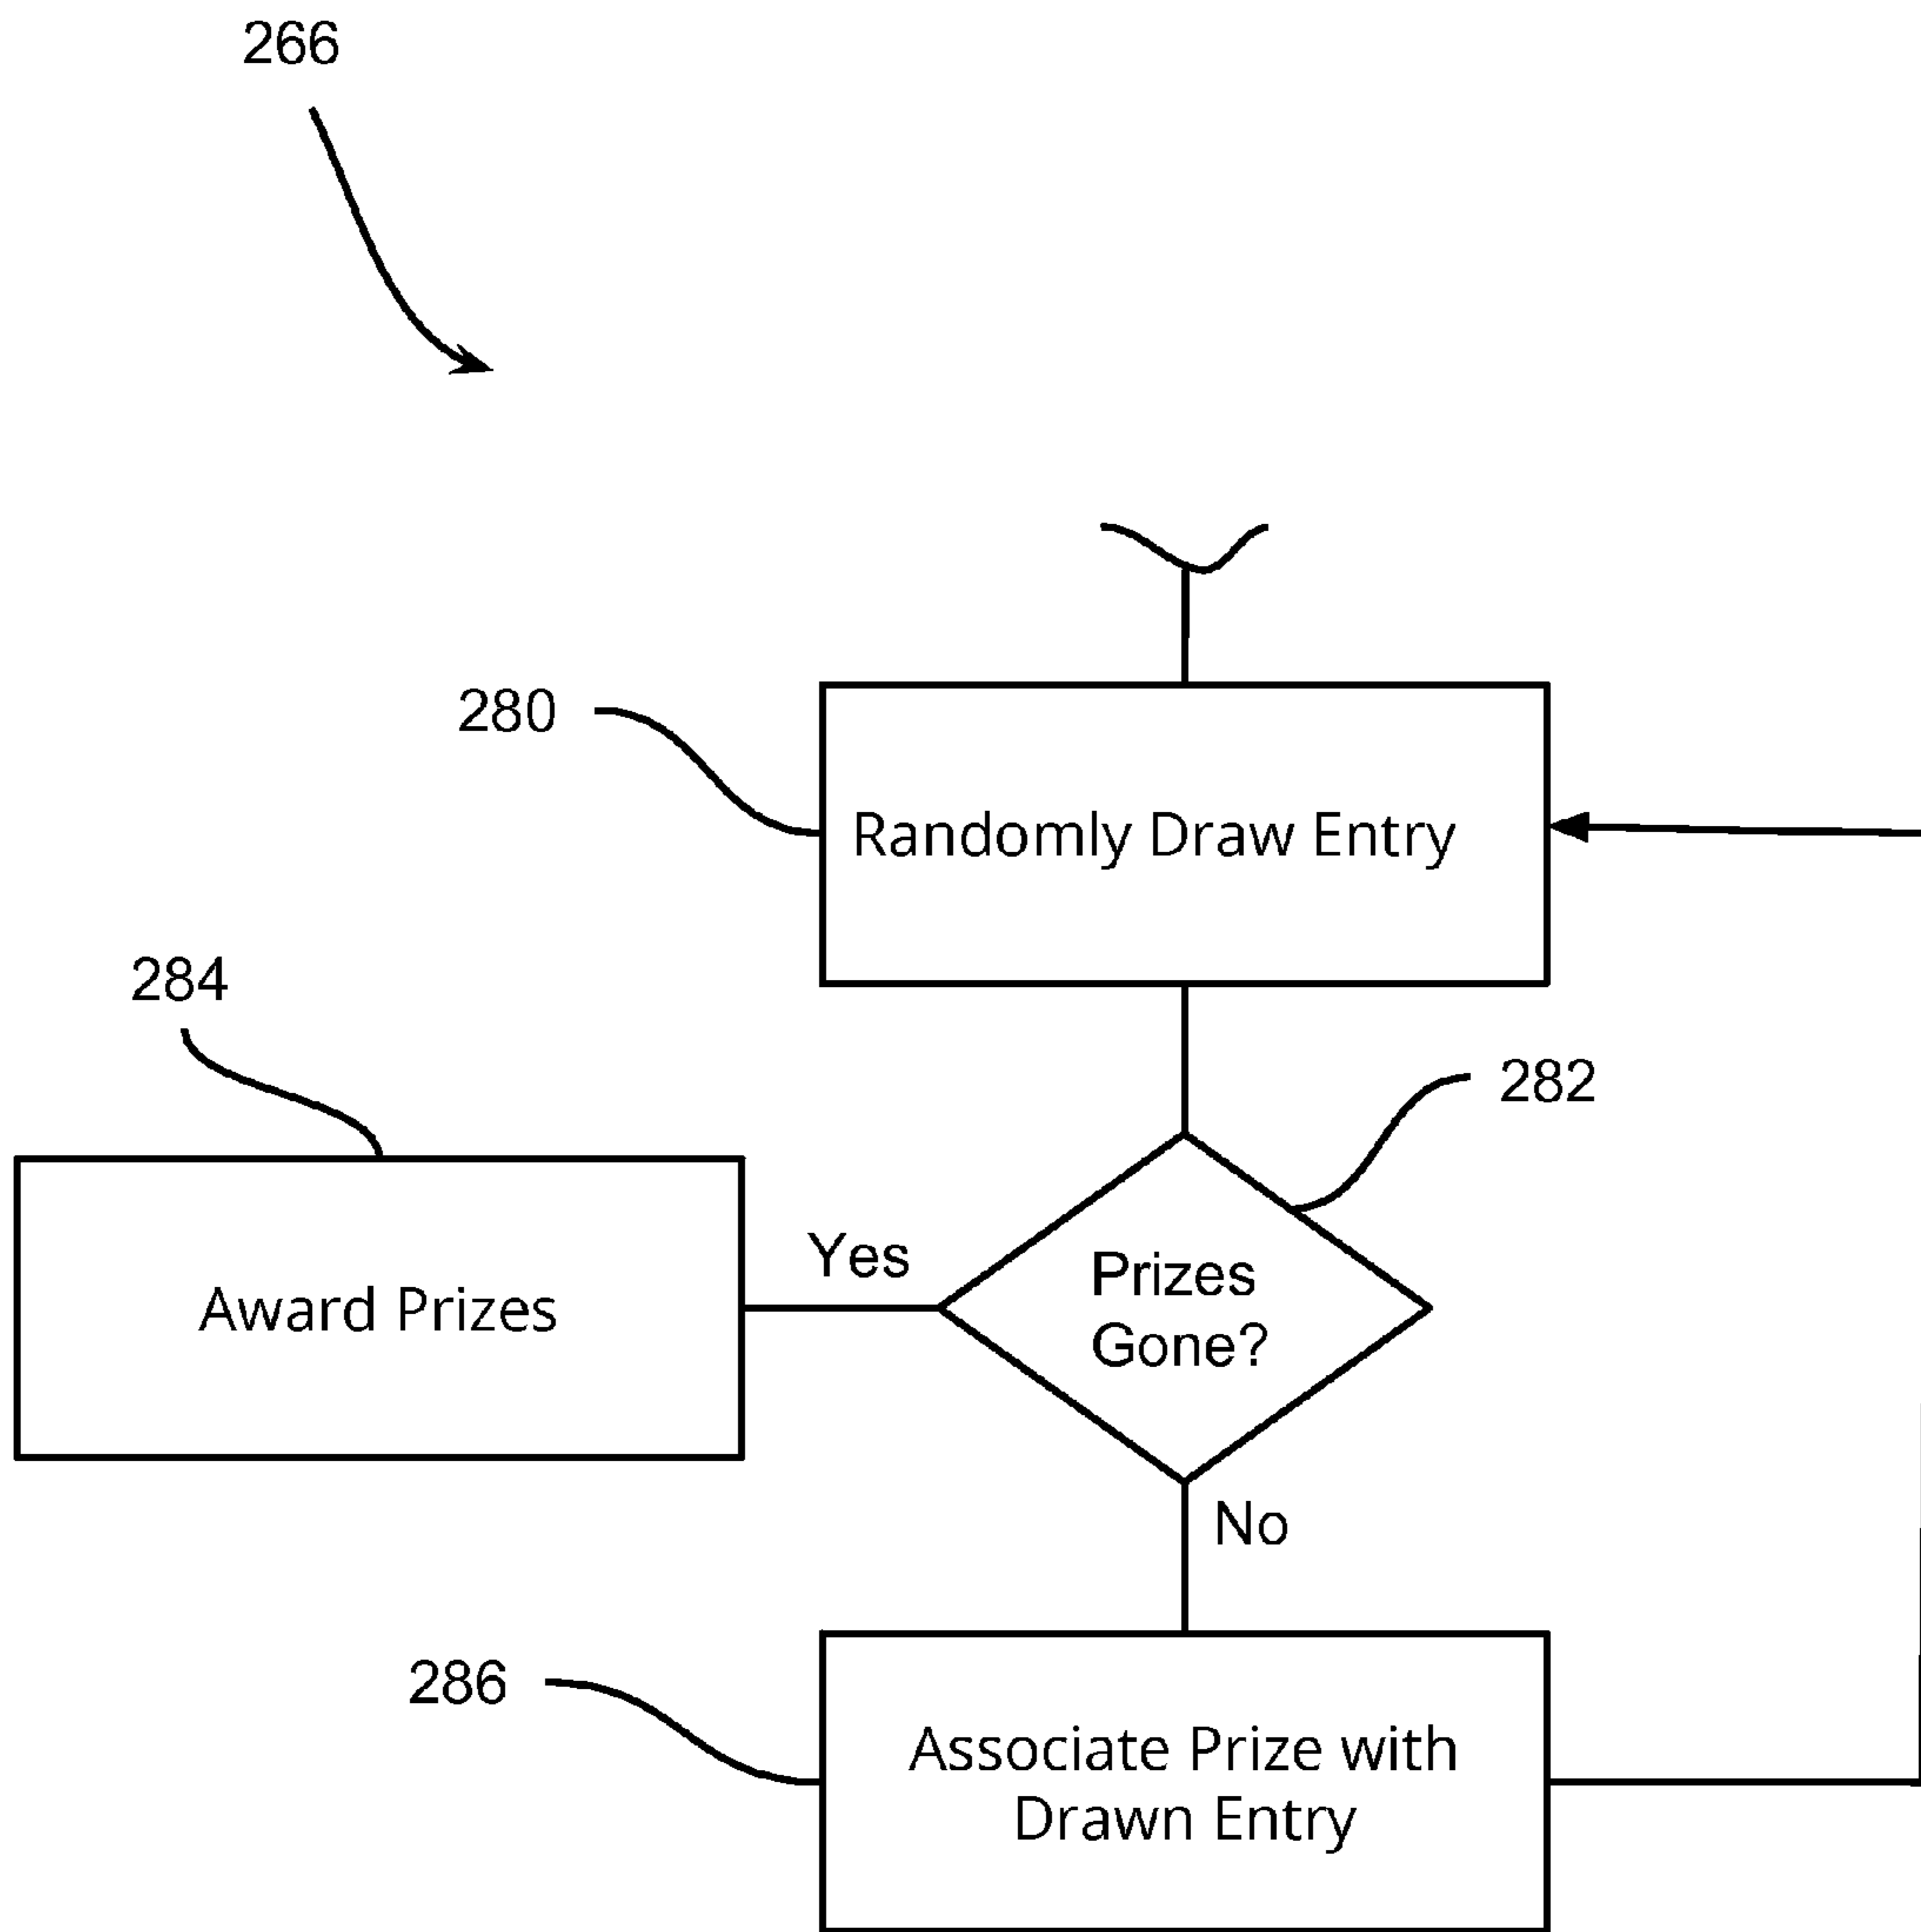 266
280
Randomly Draw Entry
284
282
Yes
Prizes
Gone?
Award Prizes
No
286
Associate Prize with
Drawn Entry